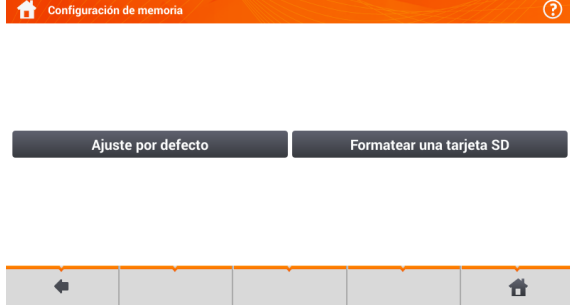 Configuración de memoria
?
Ajuste por defecto
Formatear una tarjeta SD